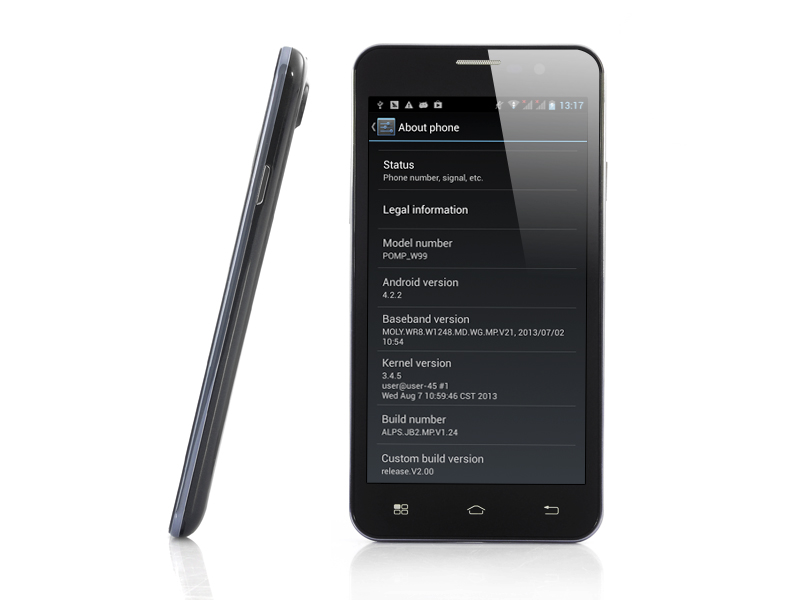 13:17
About phone
Status
Phone number, signal, etc.
Legal information
Model number
POMP_W99
Android version
4.2.2
Baseband version
MOLY.WR8.W1248.MD.WG.MP.V21, 2013/07/02
10:54
Kernel version
3.4.5
user@user-45 #1
Wed Aug 7 10:59:46 CST 2013
Build number
ALPS.JB2.MP.V1.24
Custom build version
release.V2.00